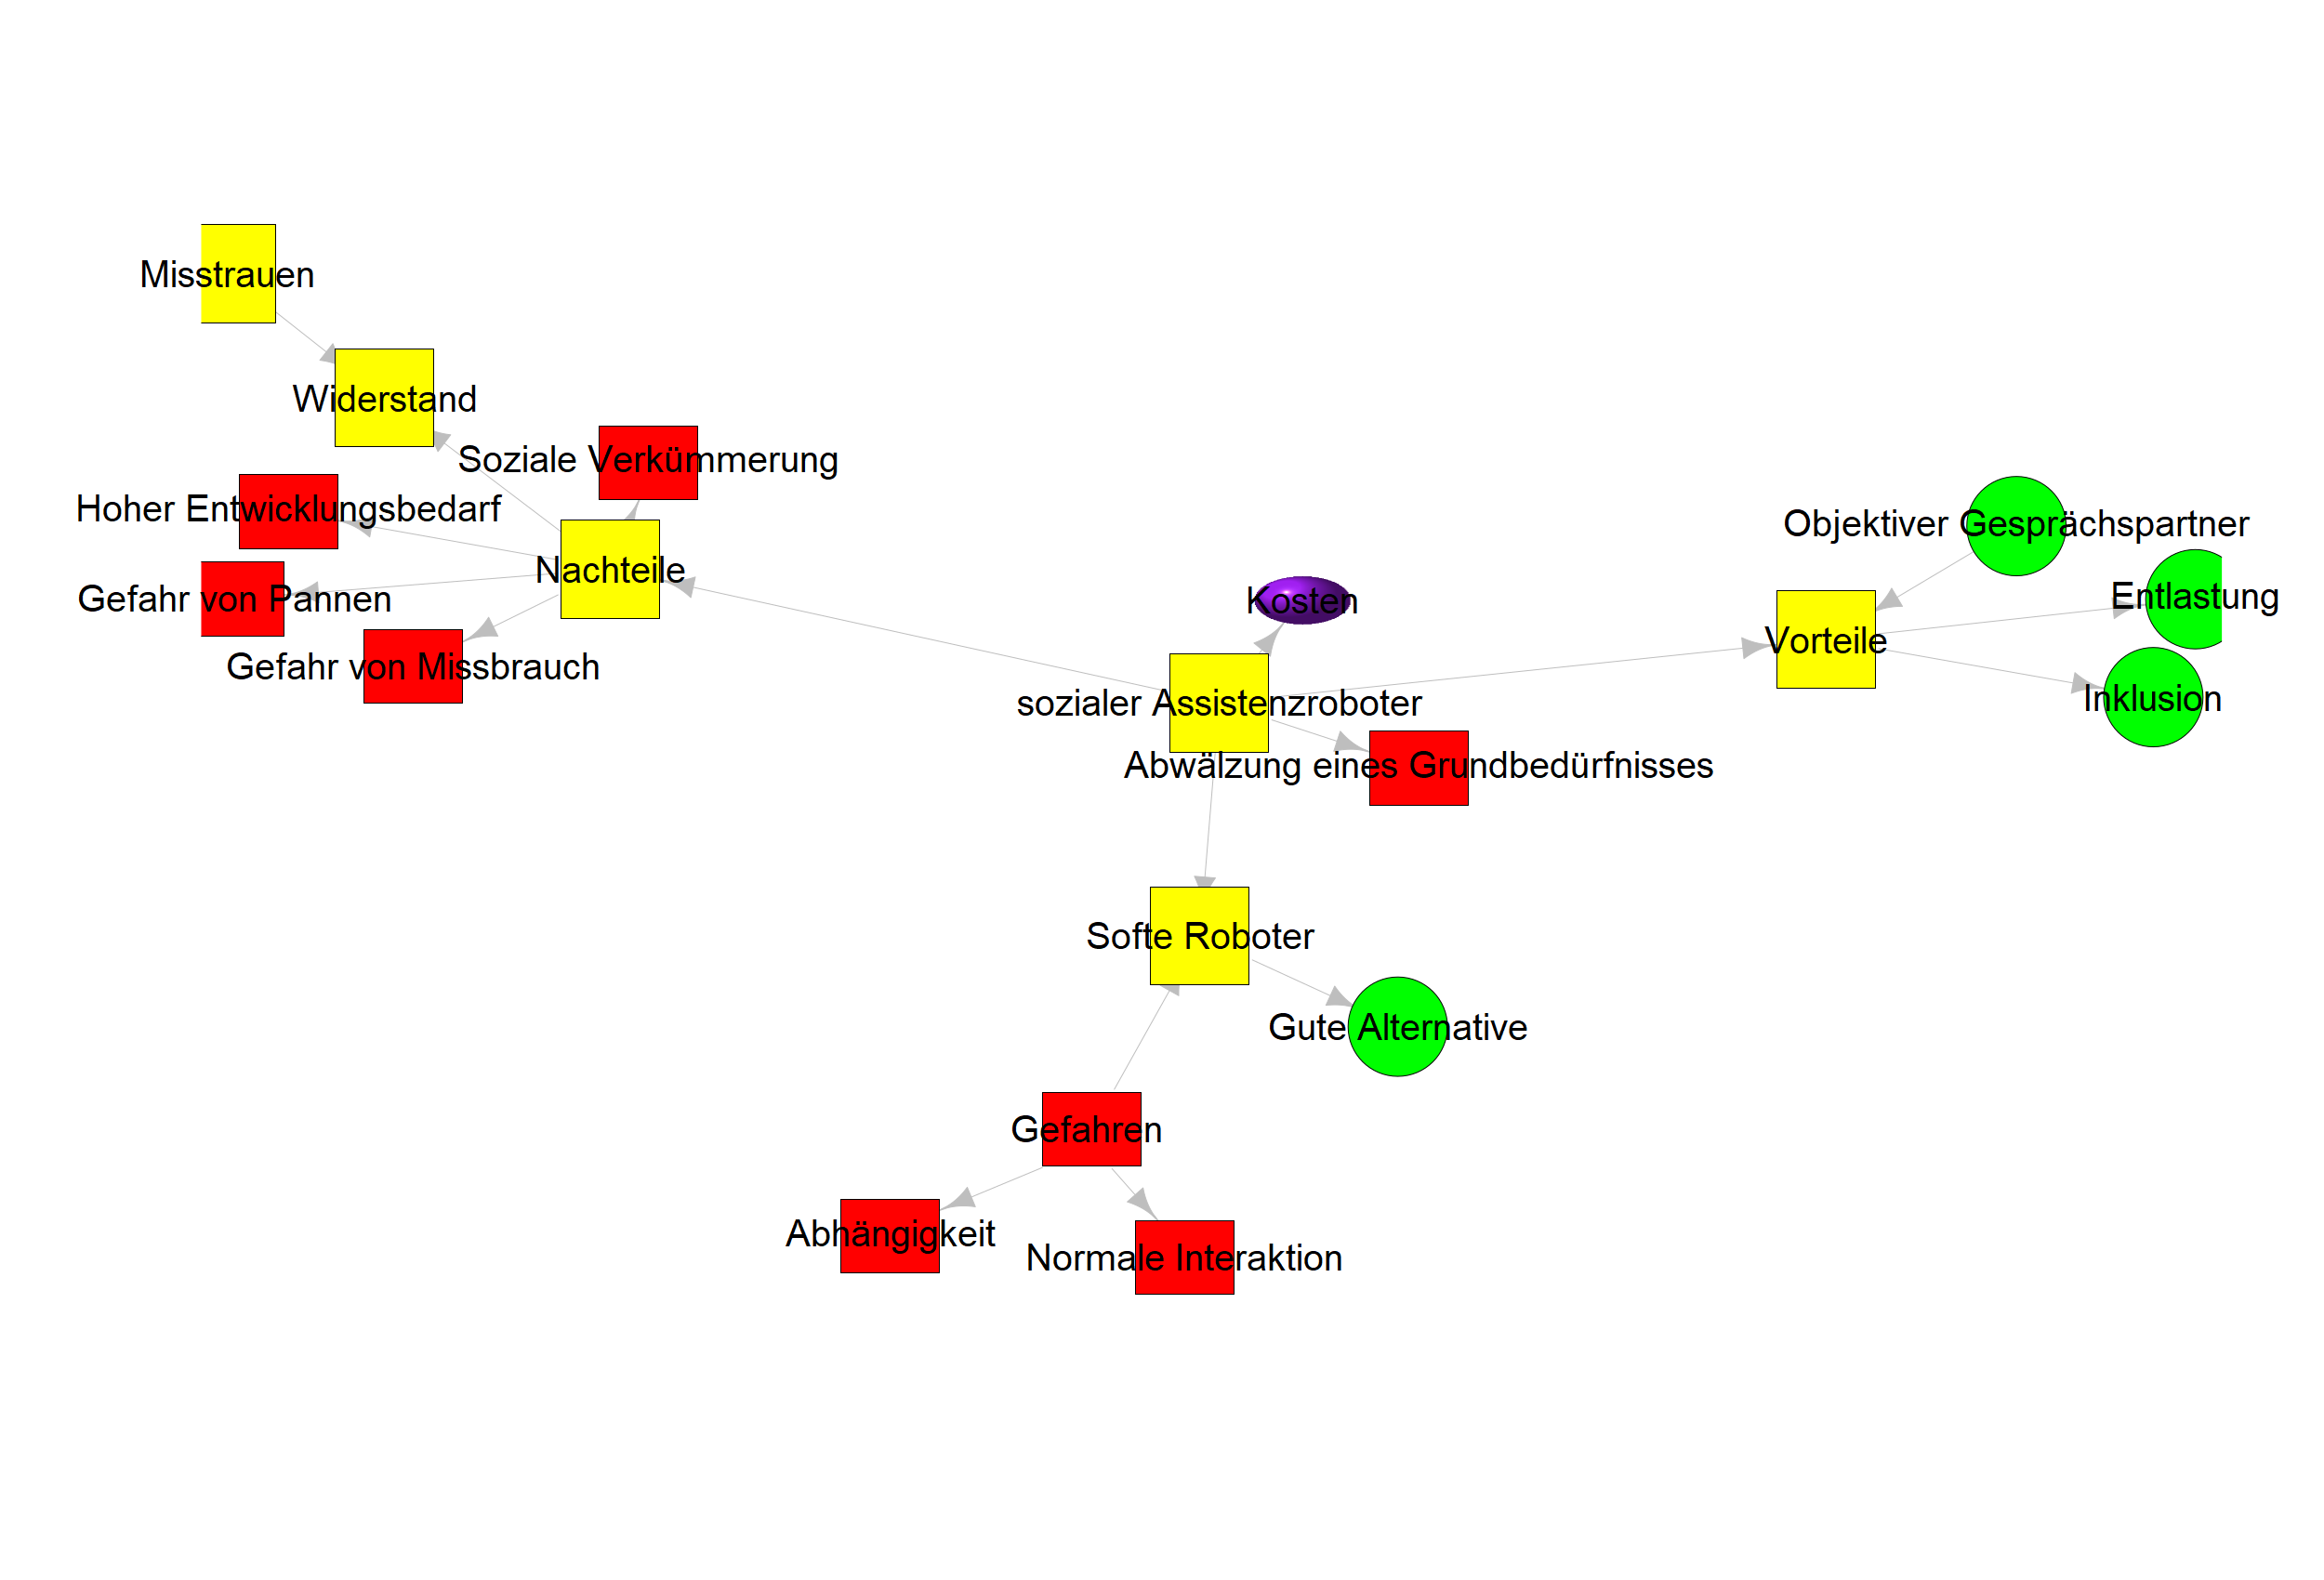 Misstrauen
Widerstand
Soziale Verkümmerung
Hoher Entwicklungsbedarf
Objektiver Gesprächspartner
Nachteile
Gefahr von Pannen
Kosten
Entlastung
Vorteile
Gefahr von Missbrauch
Inklusion
sozialer Assistenzroboter
Abwälzung eines Grundbedürfnisses
Softe Roboter
Gute Alternative
Gefahren
Abhängigkeit
Normale Interaktion